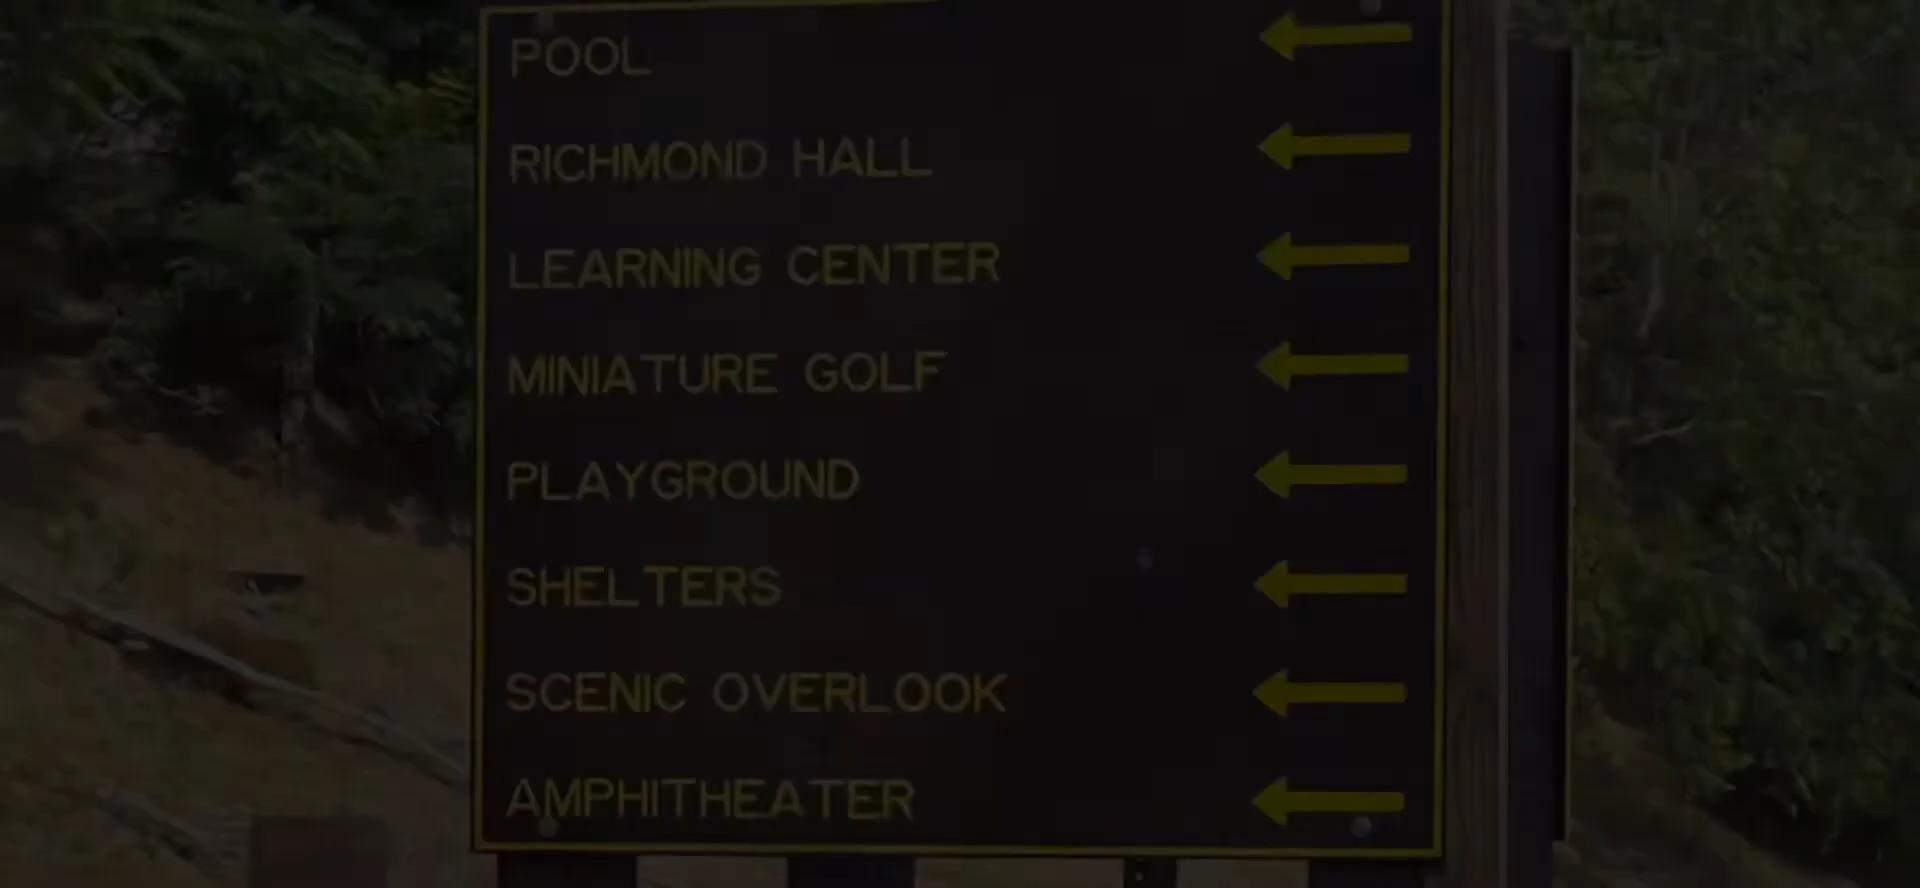 POOL
RICHMOND HALL
LEARNING CENTER
MINIATURE GOLF
PLAYGROUND
SHELTERS
SCENIC OVERLOOK
AMPHITHEATER